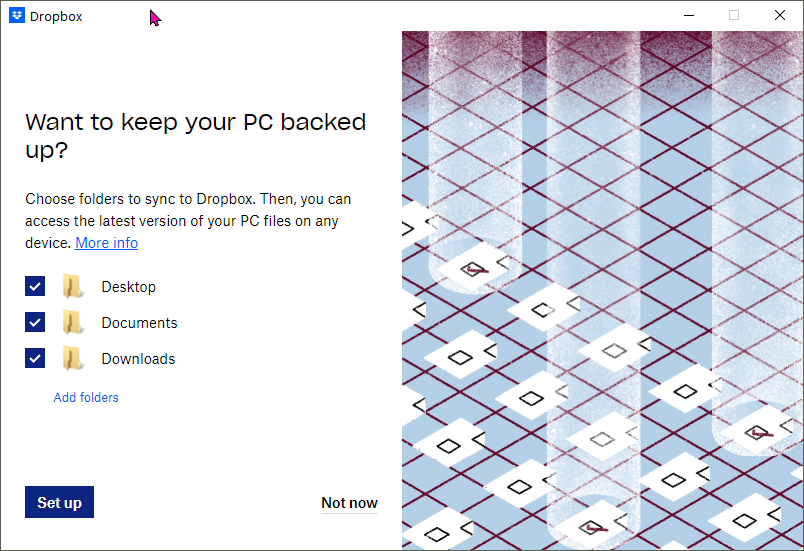 Dropbox
Want to keep your PC backed
up?
Choose folders to sync to Dropbox. Then, you can
access the latest version of your PC files on any
device. More info
Desktop
Documents
Downloads
Add folders
Set up
Not now